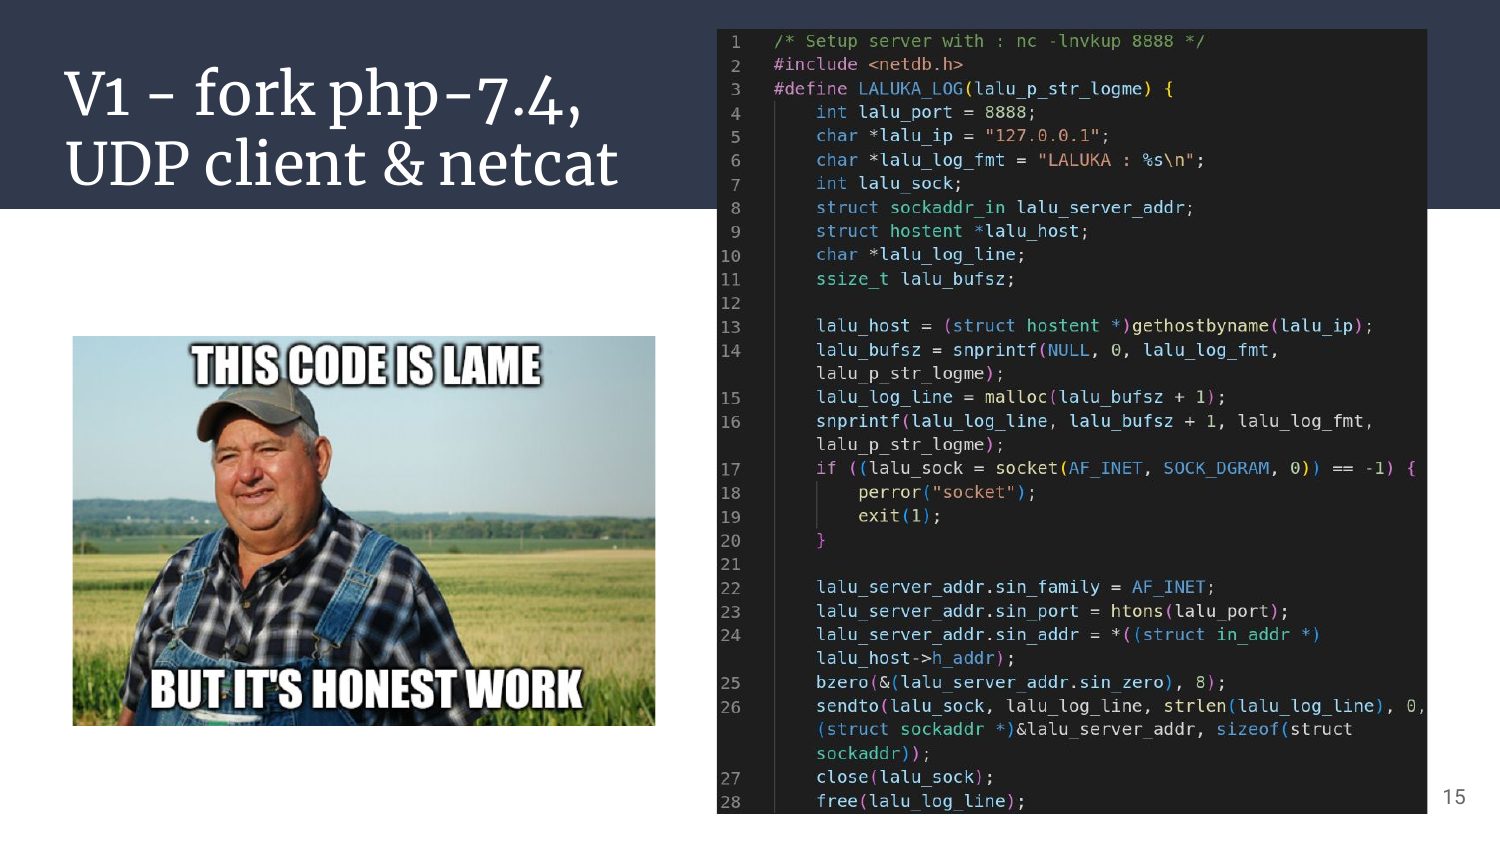 V1 - fork php-7.4,
UDP client & netcat
THIS CODE IS LAME
BUT IT'S HONEST WORK
1 /* Setup server with : nc -lnvkup 8888 */
2 #include <netdb.h>
3 #define LALUKA_LOG(lalu_p_str_logme) {
4 int lalu_port = 8888;
5 char *lalu_ip = "127.0.0.1";
6 char *lalu_log_fmt = "LALUKA : %s\n";
7 int lalu_sock;
8 struct sockaddr_in lalu_server_addr;
9 struct hostent *lalu_host;
10 char *lalu_log_line;
11 ssize_t lalu_bufsz;
12
13 lalu_host = (struct hostent *)gethostbyname(lalu_ip);
14 lalu_bufsz = snprintf(NULL, 0, lalu_log_fmt,
lalu_p_str_logme);
15 lalu_log_line = malloc(lalu_bufsz + 1);
16 snprintf(lalu_log_line, lalu_bufsz + 1, lalu_log_fmt,
lalu_p_str_logme);
17 if ((lalu_sock = socket(AF_INET, SOCK_DGRAM, 0)) == -1) {
18 perror("socket");
19 exit(1);
20 }
21
22 lalu_server_addr.sin_family = AF_INET;
23 lalu_server_addr.sin_port = htons(lalu_port);
24 lalu_server_addr.sin_addr = *((struct in_addr *)
lalu_host->h_addr);
25 bzero(&(lalu_server_addr.sin_zero), 8);
26 sendto(lalu_sock, lalu_log_line, strlen(lalu_log_line), 0,
(struct sockaddr *)&lalu_server_addr, sizeof(struct
sockaddr));
27 close(lalu_sock);
28 free(lalu_log_line);
15